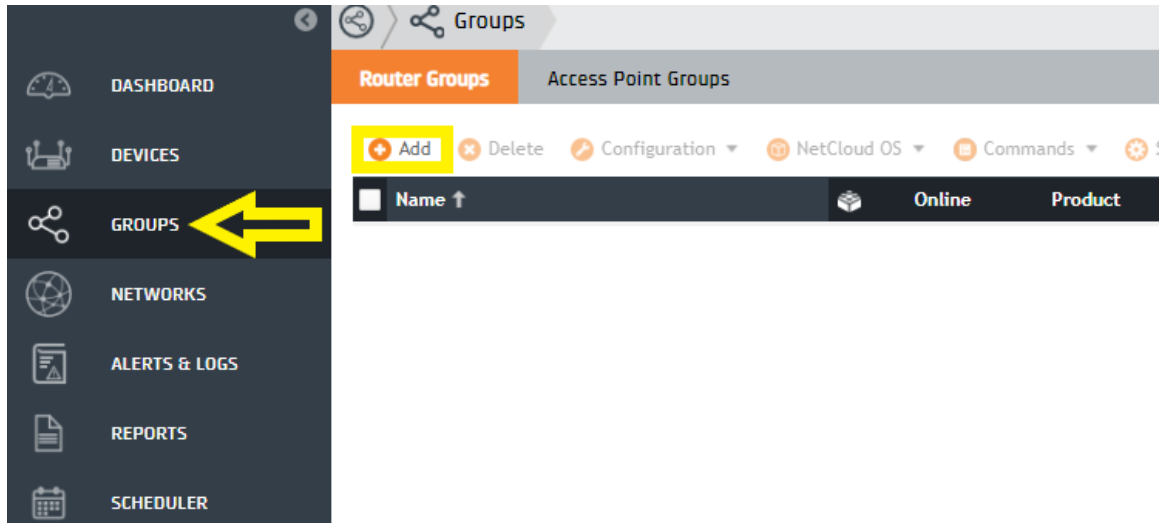 Groups
DASHBOARD
DEVICES
GROUPS
NETWORKS
ALERTS & LOGS
REPORTS
SCHEDULER
Router Groups Access Point Groups
Add Delete Configuration NetCloud OS Commands
Name Online Product